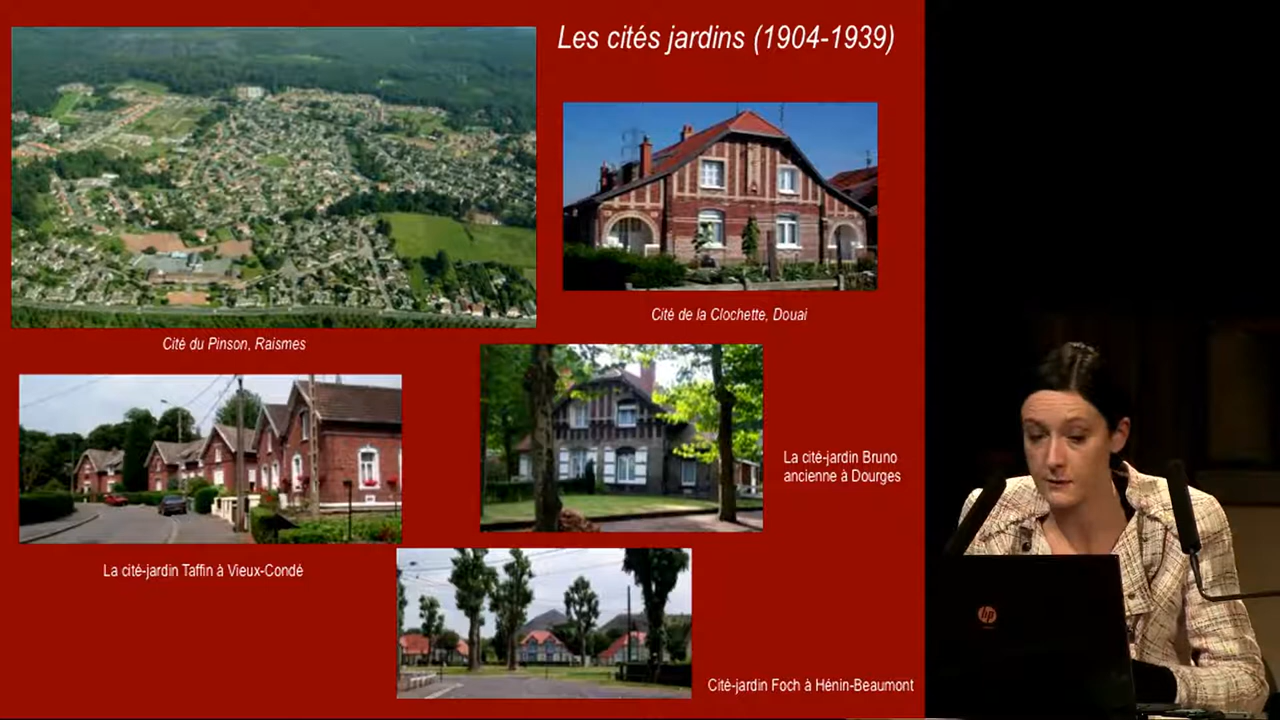 Les cités jardins (1904-1939)
Cité de la Clochette, Douai
Cité du Pinson, Raismes
La cité-jardin Bruno
ancienne à Dourges
La cité-jardin Taffin à Vieux-Condé
Cité-jardin Foch à Hénin-Beaumont
hp